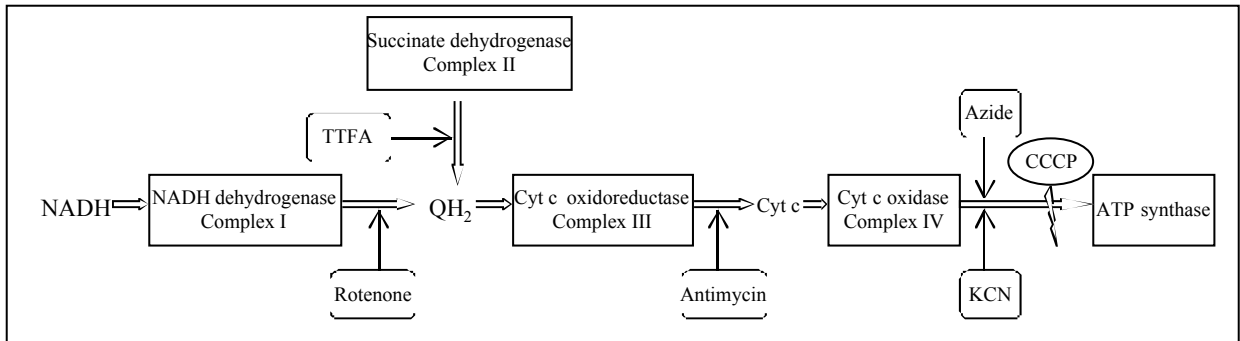 Succinate dehydrogenase
Complex II
TTFA
Azide
CCCP
NADH
NADH dehydrogenase
Complex I
QH₂
Cyt c oxidoreductase
Complex III
Cyt c
Cyt c oxidase
Complex IV
ATP synthase
Rotenone
Antimycin
KCN